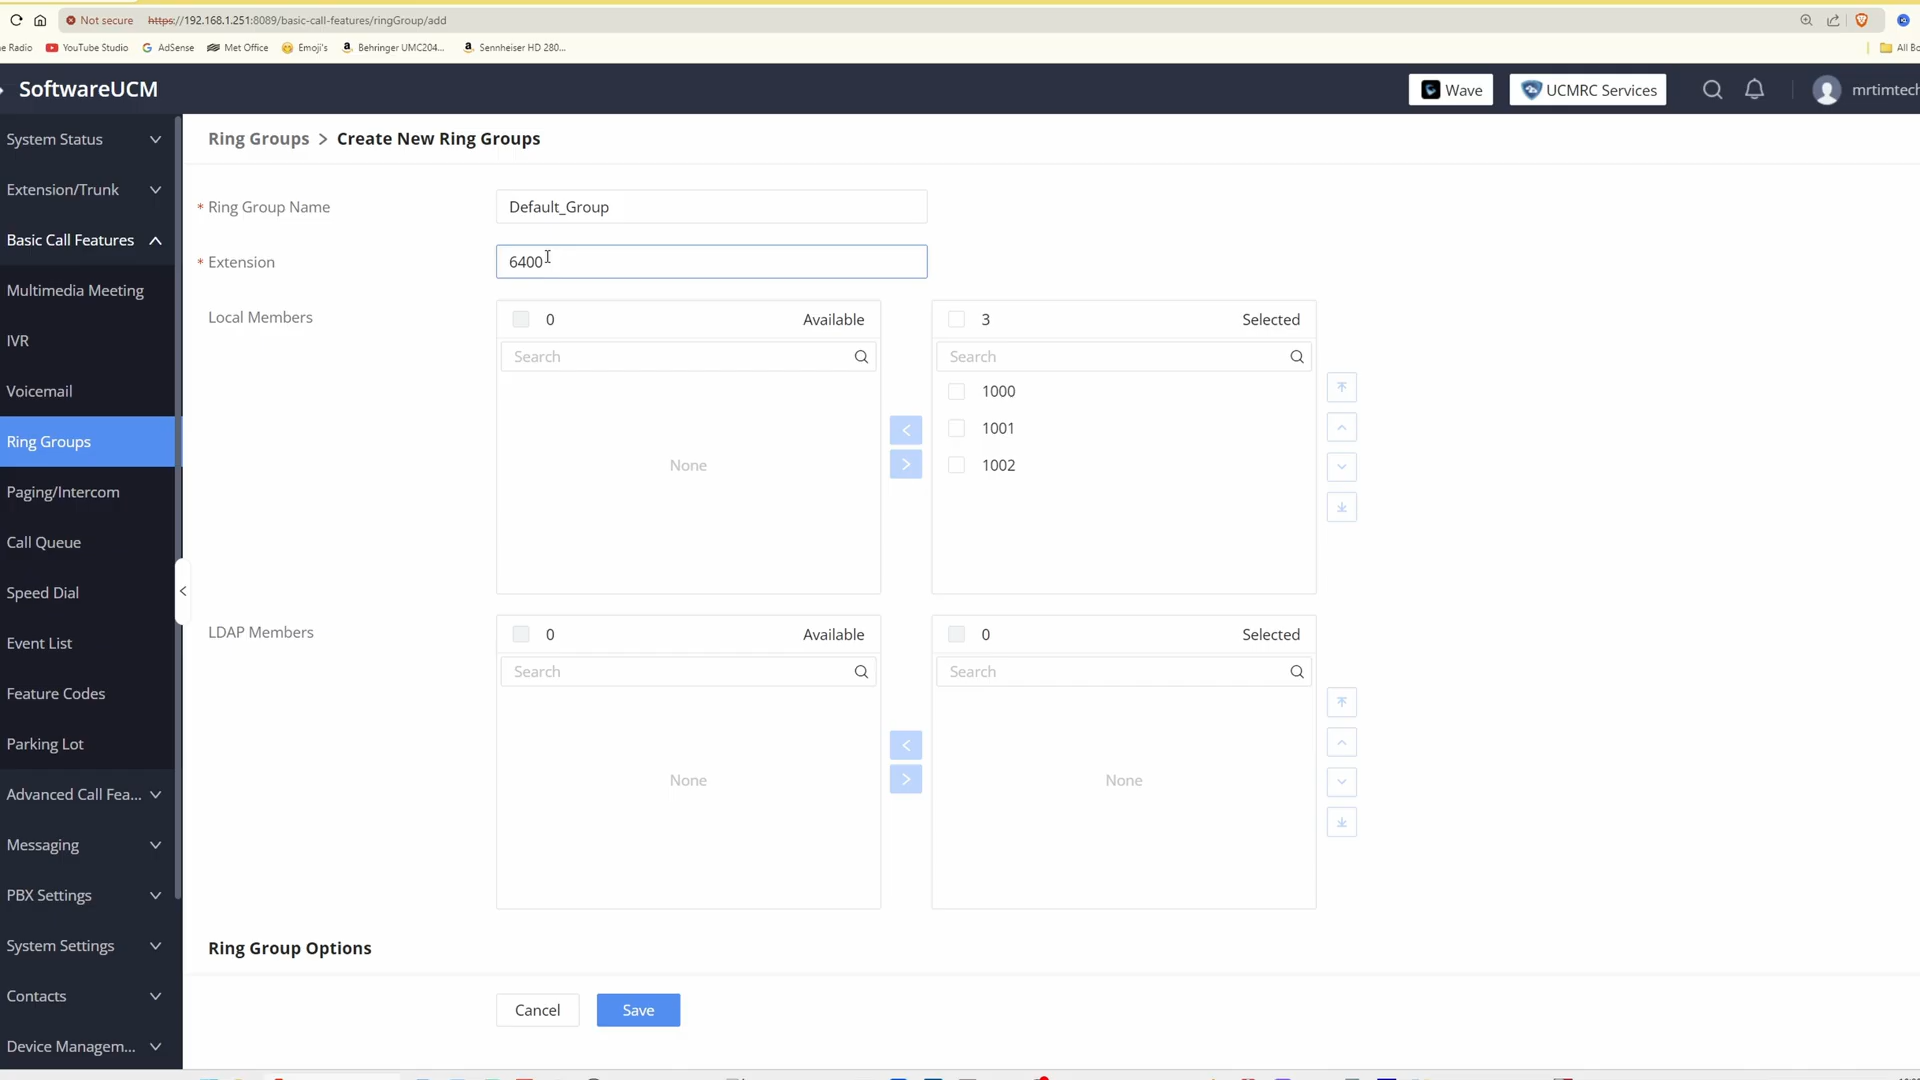 Not secure https://192.168.1.251:8089/basic-call-features/ringGroup/add
e Radio YouTube Studio AdSense Met Office Emoji's Behringer UMC204... Sennheiser HD 280... All Bo
SoftwareUCM Wave UCMRC Services mrtimtech
System Status
Extension/Trunk
Basic Call Features
Multimedia Meeting
IVR
Voicemail
Ring Groups
Paging/Intercom
Call Queue
Speed Dial
Event List
Feature Codes
Parking Lot
Advanced Call Fea...
Messaging
PBX Settings
System Settings
Contacts
Device Managem...
Ring Groups > Create New Ring Groups
* Ring Group Name Default_Group
* Extension 6400
Local Members
0 Available
Search
None
3 Selected
Search
1000
1001
1002
LDAP Members
0 Available
Search
None
0 Selected
Search
None
Ring Group Options
Cancel Save